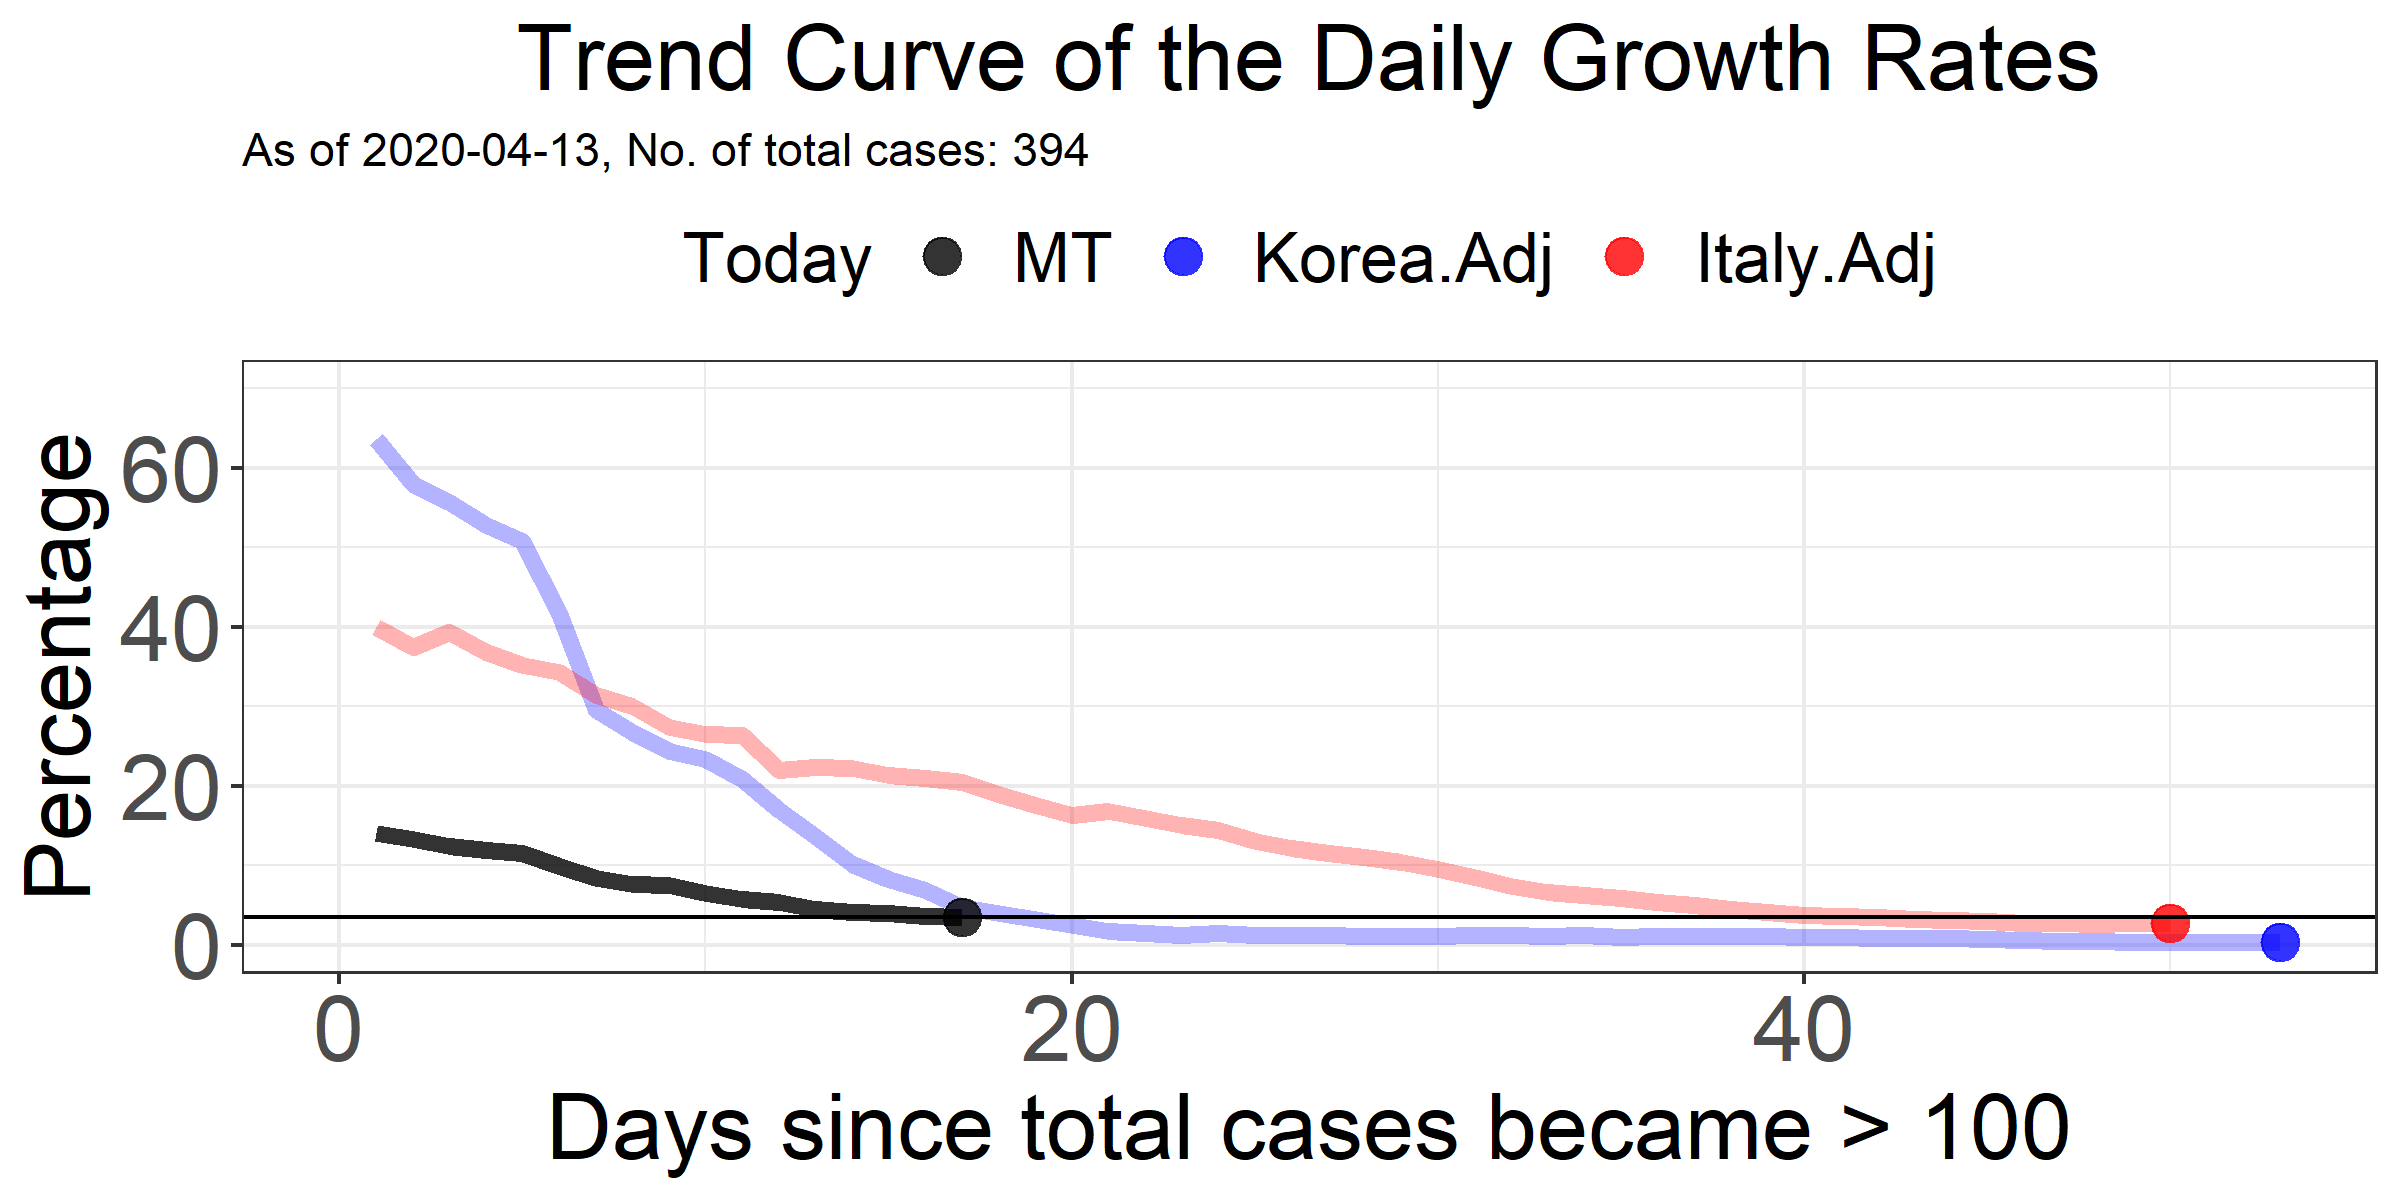 Trend Curve of the Daily Growth Rates
As of 2020-04-13, No. of total cases: 394
Today MT Korea.Adj Italy.Adj
Percentage
60
40
20
0
0 20 40
Days since total cases became > 100